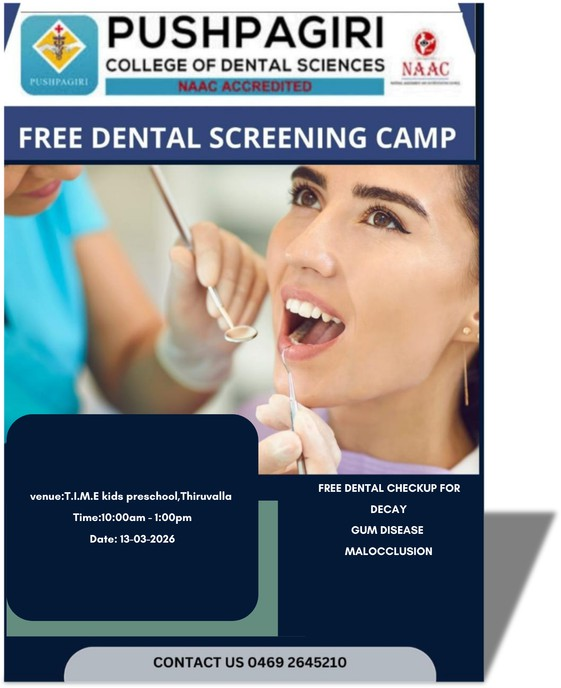 PUSHPAGIRI
COLLEGE OF DENTAL SCIENCES
NAAC ACCREDITED
PUSHPAGIRI
NAAC
FREE DENTAL SCREENING CAMP
venue:T.I.M.E kids preschool,Thiruvalla
Time:10:00am - 1:00pm
Date: 13-03-2026
FREE DENTAL CHECKUP FOR
DECAY
GUM DISEASE
MALOCCLUSION
CONTACT US 0469 2645210